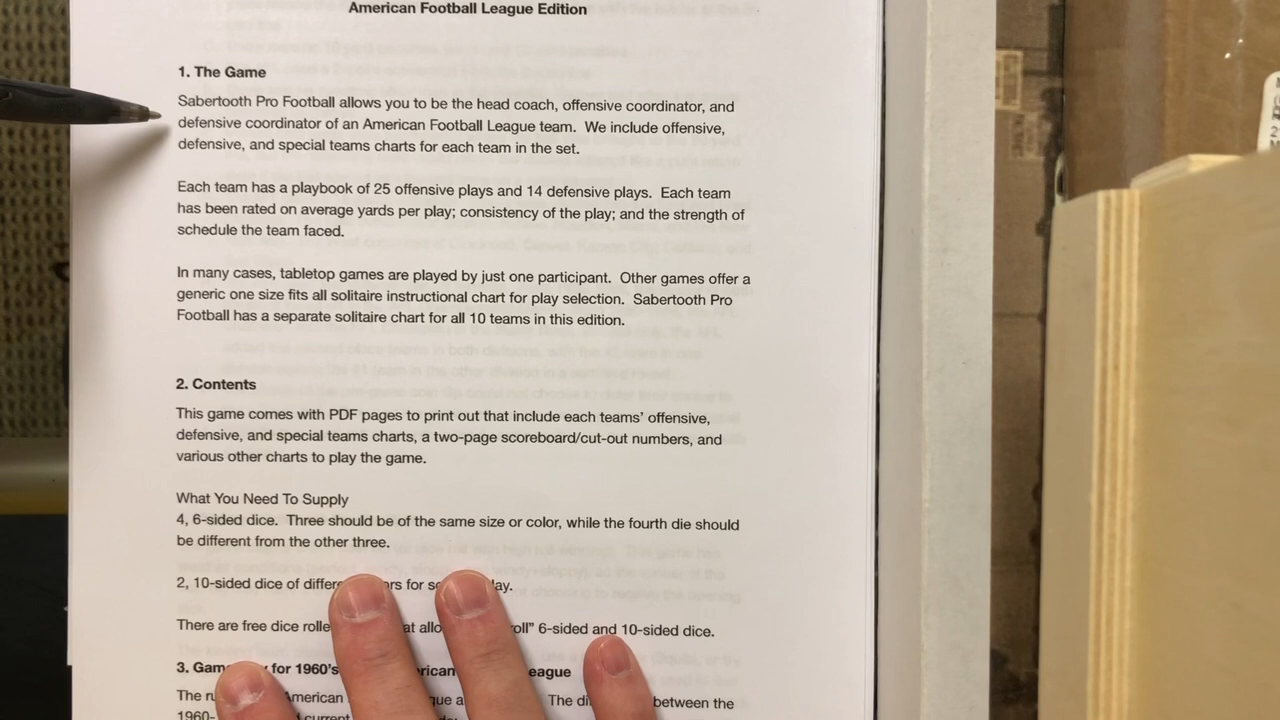 American Football League Edition
1. The Game
Sabertooth Pro Football allows you to be the head coach, offensive coordinator, and
defensive coordinator of an American Football League team. We include offensive,
defensive, and special teams charts for each team in the set.
Each team has a playbook of 25 offensive plays and 14 defensive plays. Each team
has been rated on average yards per play; consistency of the play; and the strength of
schedule the team faced.
In many cases, tabletop games are played by just one participant. Other games offer a
generic one size fits all solitaire instructional chart for play selection. Sabertooth Pro
Football has a separate solitaire chart for all 10 teams in this edition.
2. Contents
This game comes with PDF pages to print out that include each teams’ offensive,
defensive, and special teams charts, a two-page scoreboard/cut-out numbers, and
various other charts to play the game.
What You Need To Supply
4, 6-sided dice. Three should be of the same size or color, while the fourth die should
be different from the other three.
2, 10-sided dice of for
There are free dice 6-sided and 10-sided dice.
3. for 1960’s
The American The between the
1960- current